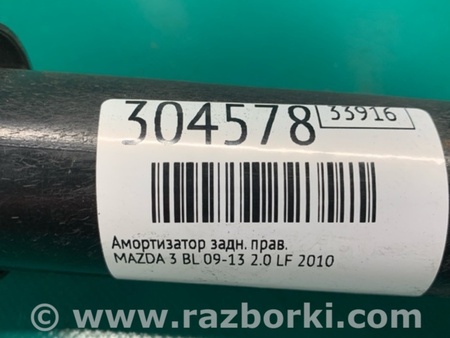 304578 33916
Амортизатор задн. прав.
MAZDA 3 BL 09-13 2.0 LF 2010
© www.razborki.com